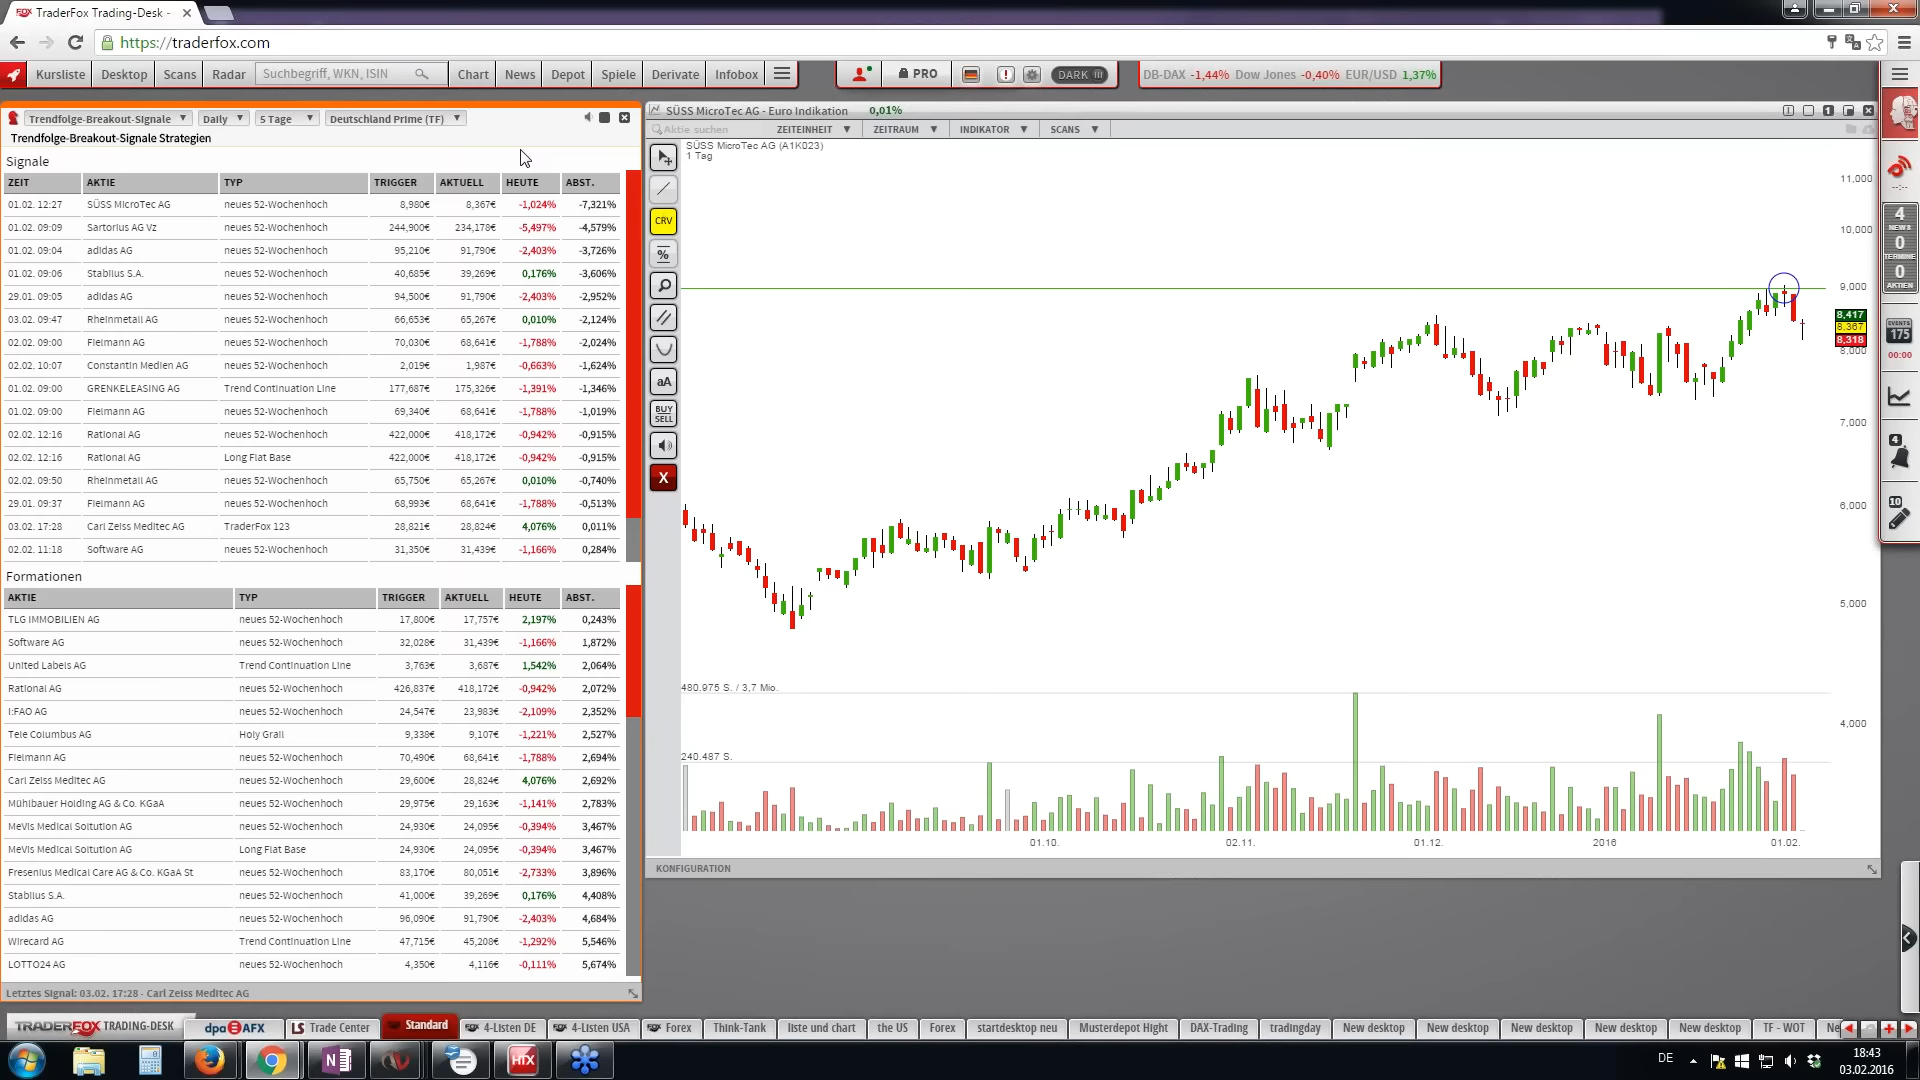 TraderFox Trading-Desk -
https://traderfox.com
Kursliste Desktop Scans Radar Suchbegriff, WKN, ISIN Chart News Depot Spiele Derivate Infobox PRO DARK DB-DAX -1,44% Dow Jones -0,40% EUR/USD 1,37%
Trendfolge-Breakout-Signale Daily 5 Tage Deutschland Prime (TF)
Trendfolge-Breakout-Signale Strategien
Signale
ZEIT AKTIE TYP TRIGGER AKTUELL HEUTE ABST.
01.02. 12:27 SÜSS MicroTec AG neues 52-Wochenhoch 8,980€ 8,367€ -1,024% -7,321%
01.02. 09:09 Sartorius AG Vz neues 52-Wochenhoch 244,900€ 234,178€ -5,497% -4,579%
01.02. 09:04 adidas AG neues 52-Wochenhoch 95,210€ 91,790€ -2,403% -3,726%
01.02. 09:06 Stabilus S.A. neues 52-Wochenhoch 40,685€ 39,269€ 0,176% -3,606%
29.01. 09:05 adidas AG neues 52-Wochenhoch 94,500€ 91,790€ -2,403% -2,952%
03.02. 09:47 Rheinmetall AG neues 52-Wochenhoch 66,653€ 65,267€ 0,010% -2,124%
02.02. 09:00 Fielmann AG neues 52-Wochenhoch 70,030€ 68,641€ -1,788% -2,024%
02.02. 10:07 Constantin Medien AG neues 52-Wochenhoch 2,019€ 1,987€ -0,663% -1,624%
01.02. 09:00 GRENKELEASING AG Trend Continuation Line 177,687€ 175,326€ -1,391% -1,346%
01.02. 09:00 Fielmann AG neues 52-Wochenhoch 69,340€ 68,641€ -1,788% -1,019%
02.02. 12:16 Rational AG neues 52-Wochenhoch 422,000€ 418,172€ -0,942% -0,915%
02.02. 12:16 Rational AG Long Flat Base 422,000€ 418,172€ -0,942% -0,915%
02.02. 09:50 Rheinmetall AG neues 52-Wochenhoch 65,750€ 65,267€ 0,010% -0,740%
29.01. 09:37 Fielmann AG neues 52-Wochenhoch 68,993€ 68,641€ -1,788% -0,513%
03.02. 17:28 Carl Zeiss Meditec AG TraderFox 123 28,821€ 28,824€ 4,076% 0,011%
02.02. 11:18 Software AG neues 52-Wochenhoch 31,350€ 31,439€ -1,166% 0,284%
Formationen
AKTIE TYP TRIGGER AKTUELL HEUTE ABST.
TLG IMMOBILIEN AG neues 52-Wochenhoch 17,800€ 17,757€ 2,197% 0,243%
Software AG neues 52-Wochenhoch 32,028€ 31,439€ -1,166% 1,872%
United Labels AG Trend Continuation Line 3,763€ 3,687€ 1,542% 2,064%
Rational AG neues 52-Wochenhoch 426,837€ 418,172€ -0,942% 2,072%
I:FAO AG neues 52-Wochenhoch 24,547€ 23,983€ -2,109% 2,352%
Tele Columbus AG Holy Grail 9,338€ 9,107€ -1,221% 2,527%
Fielmann AG neues 52-Wochenhoch 70,490€ 68,641€ -1,788% 2,694%
Carl Zeiss Meditec AG neues 52-Wochenhoch 29,600€ 28,824€ 4,076% 2,692%
Mühlbauer Holding AG & Co. KGaA neues 52-Wochenhoch 29,975€ 29,163€ -1,141% 2,783%
MeVis Medical Soltution AG neues 52-Wochenhoch 24,930€ 24,095€ -0,394% 3,467%
MeVis Medical Soltution AG Long Flat Base 24,930€ 24,095€ -0,394% 3,467%
Fresenius Medical Care AG & Co. KGaA St neues 52-Wochenhoch 83,170€ 80,051€ -2,733% 3,896%
Stabilus S.A. neues 52-Wochenhoch 41,000€ 39,269€ 0,176% 4,408%
adidas AG neues 52-Wochenhoch 96,090€ 91,790€ -2,403% 4,684%
Wirecard AG Trend Continuation Line 47,715€ 45,208€ -1,292% 5,546%
LOTTO24 AG neues 52-Wochenhoch 4,350€ 4,116€ -0,111% 5,674%
Letztes Signal: 03.02. 17:28 - Carl Zeiss Meditec AG
SÜSS MicroTec AG - Euro Indikation 0,01%
Aktie suchen ZEITEINHEIT ZEITRAUM INDIKATOR SCANS
SÜSS MicroTec AG (A1K023)
1 Tag
CRV
%
aA
BUY
SELL
X
11,000
10,000
9,000
8,417
8,367
8,318
8,000
7,000
6,000
5,000
4,000
480.975 S. / 3,7 Mio.
240.487 S.
01.10. 02.11. 01.12. 2016 01.02.
KONFIGURATION
--:--
4
NEWS
0
TERMINE
0
AKTIEN
EVENTS
175
00:00
4
10
TRADERFOX TRADING-DESK dpa AFX LS Trade Center Standard 4-Listen DE 4-Listen USA Forex Think-Tank liste und chart the US Forex startdesktop neu Musterdepot Hight DAX-Trading tradingday New desktop New desktop New desktop New desktop New desktop TF - WOT Ne
HTX
DE
18:43
03.02.2016